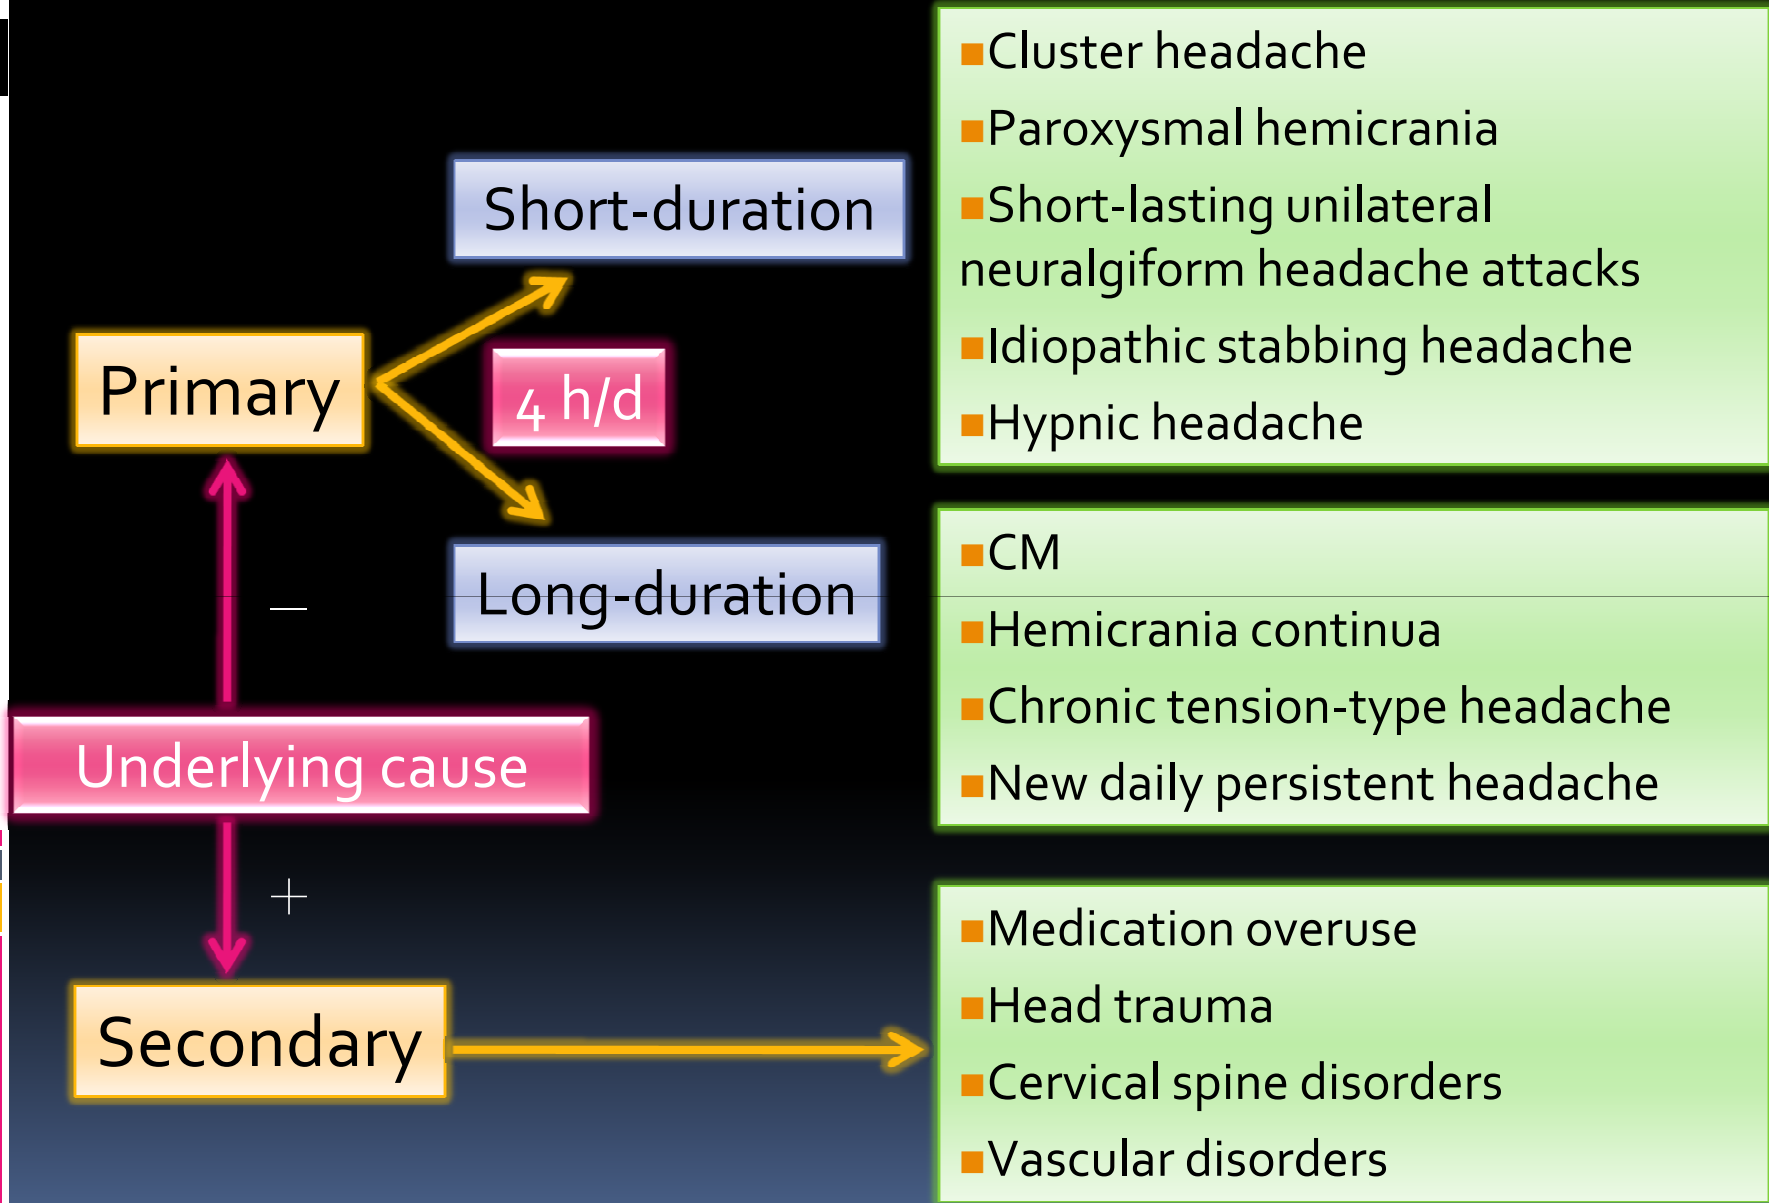 Underlying cause
–
Primary
4 h/d
Short-duration
■Cluster headache
■Paroxysmal hemicrania
■Short-lasting unilateral
neuralgiform headache attacks
■Idiopathic stabbing headache
■Hypnic headache
Long-duration
■CM
■Hemicrania continua
■Chronic tension-type headache
■New daily persistent headache
+
Secondary
■Medication overuse
■Head trauma
■Cervical spine disorders
■Vascular disorders